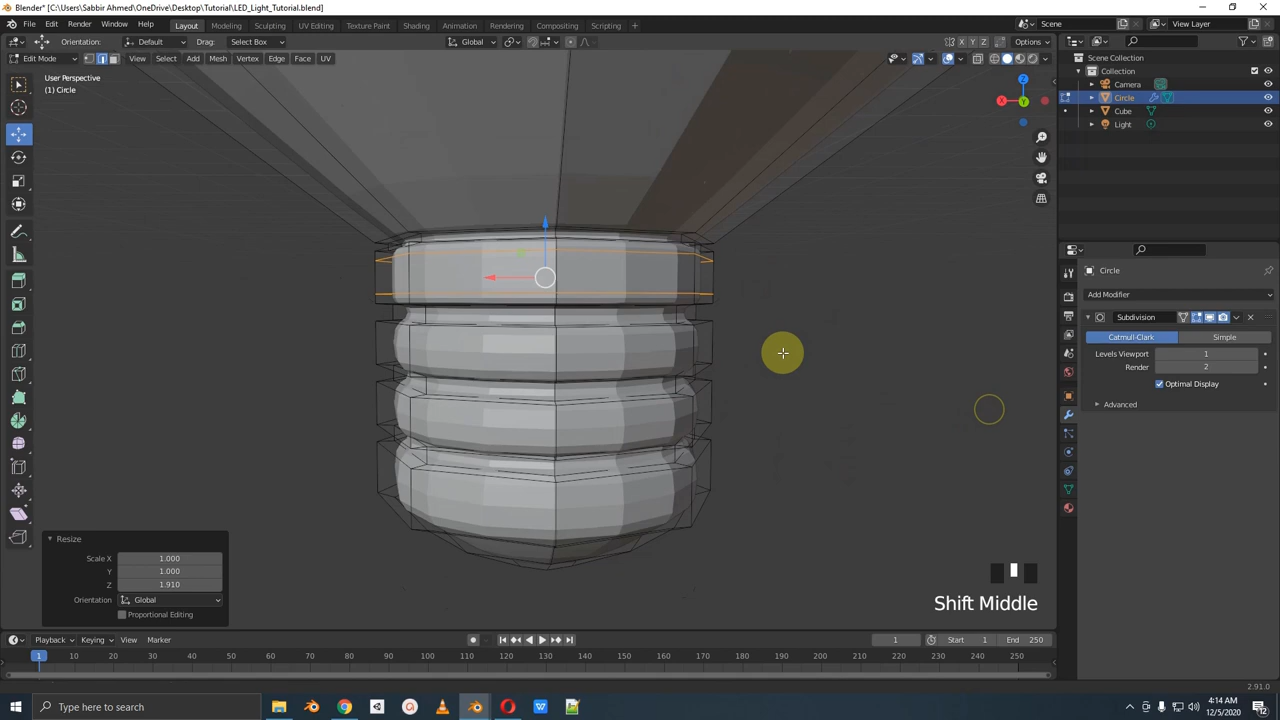 Blender* [C:\Users\Sabbir Ahmed\OneDrive\Desktop\Tutorial\LED_Light_Tutorial.blend]
File Edit Render Window Help Layout Modeling Sculpting UV Editing Texture Paint Shading Animation Rendering Compositing Scripting + Scene View Layer
Orientation: Default Drag: Select Box Global X Y Z Options
Edit Mode View Select Add Mesh Vertex Edge Face UV
User Perspective
(1) Circle
Scene Collection
Collection
Camera
Circle
Cube
Light
Z
X Y
Circle
Add Modifier
Subdivision
Catmull-Clark Simple
Levels Viewport 1
Render 2
Optimal Display
Advanced
Resize
Scale X 1.000
Y 1.000
Z 1.910
Orientation Global
Proportional Editing
Shift Middle
Playback Keying View Marker 1 Start 1 End 250
1 10 20 30 40 50 60 70 80 90 100 110 120 130 140 150 160 170 180 190 200 210 220 230 240 250
2.91.0
Type here to search
4:14 AM
12/5/2020
12